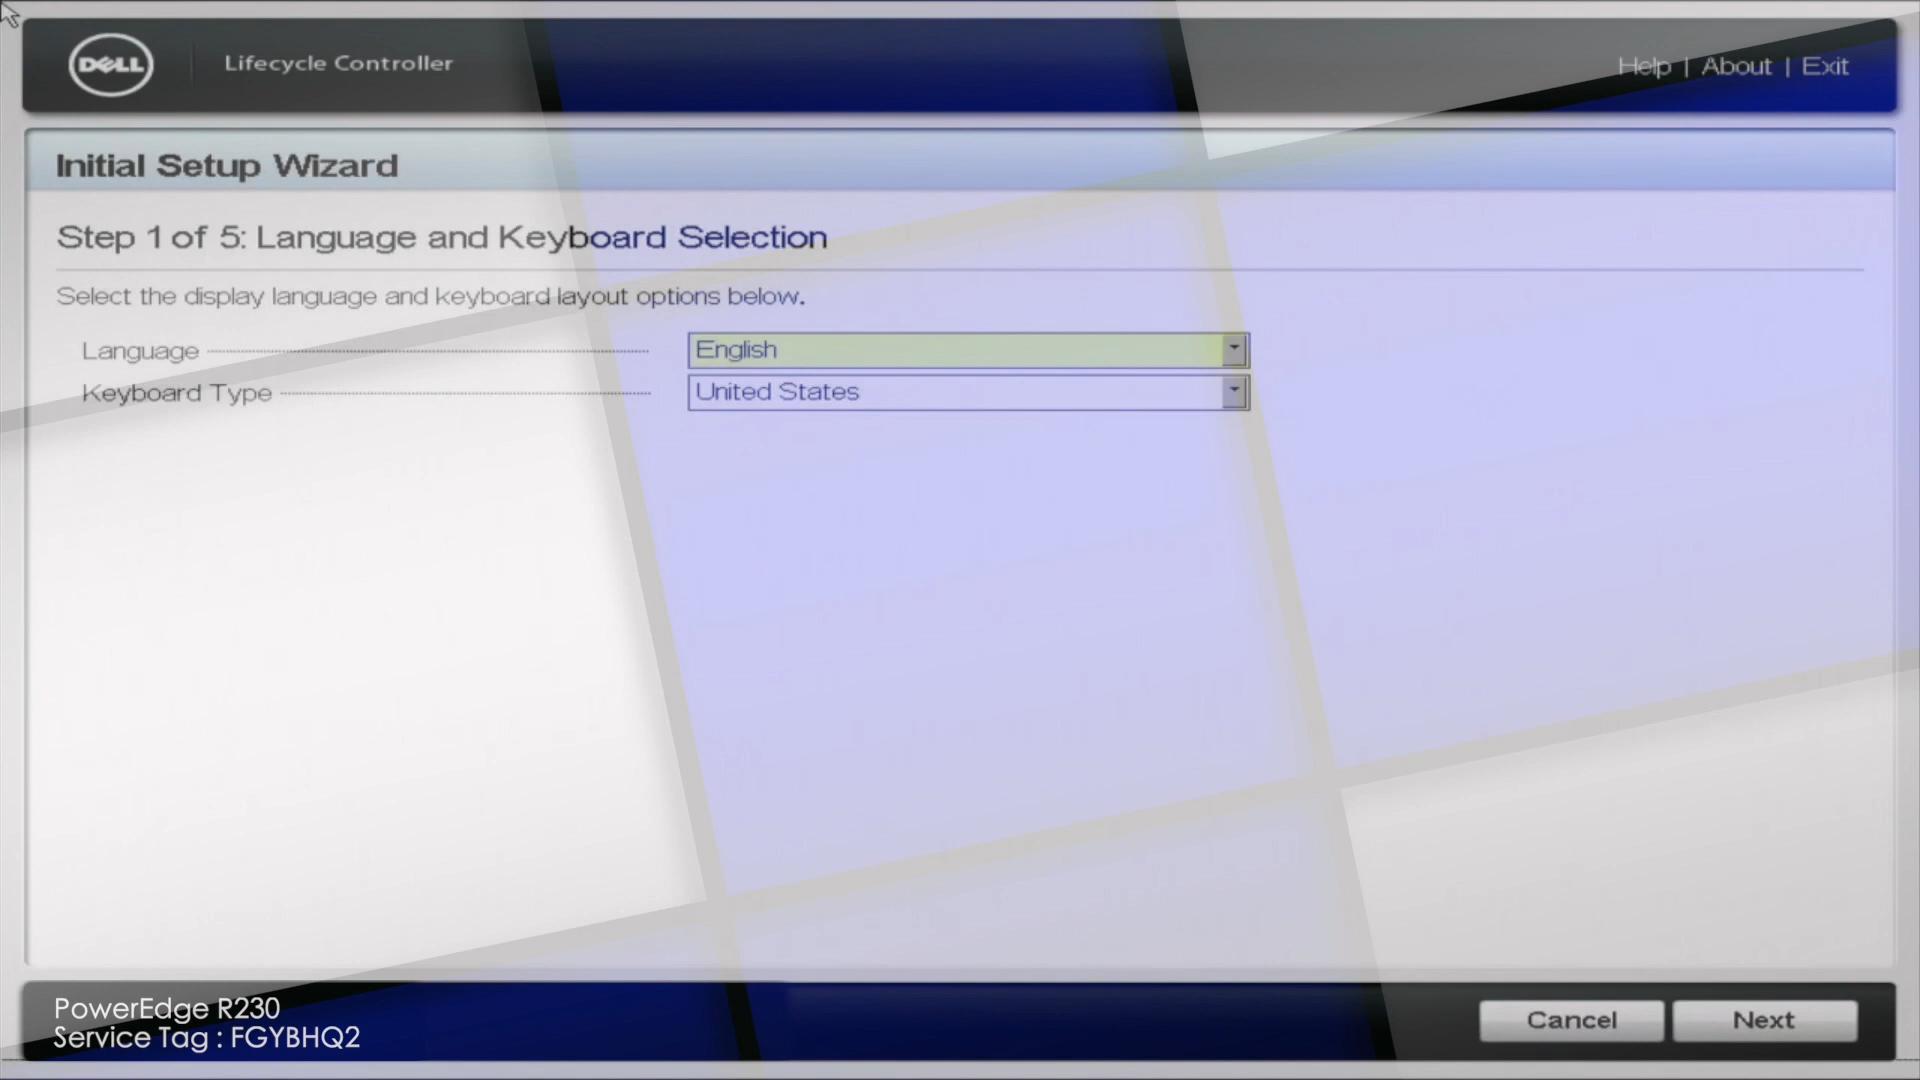 DELL
Lifecycle Controller
Help | About | Exit
Initial Setup Wizard
Step 1 of 5: Language and Keyboard Selection
Select the display language and keyboard layout options below.
Language English
Keyboard Type United States
PowerEdge R230
Service Tag : FGYBHQ2
Cancel Next